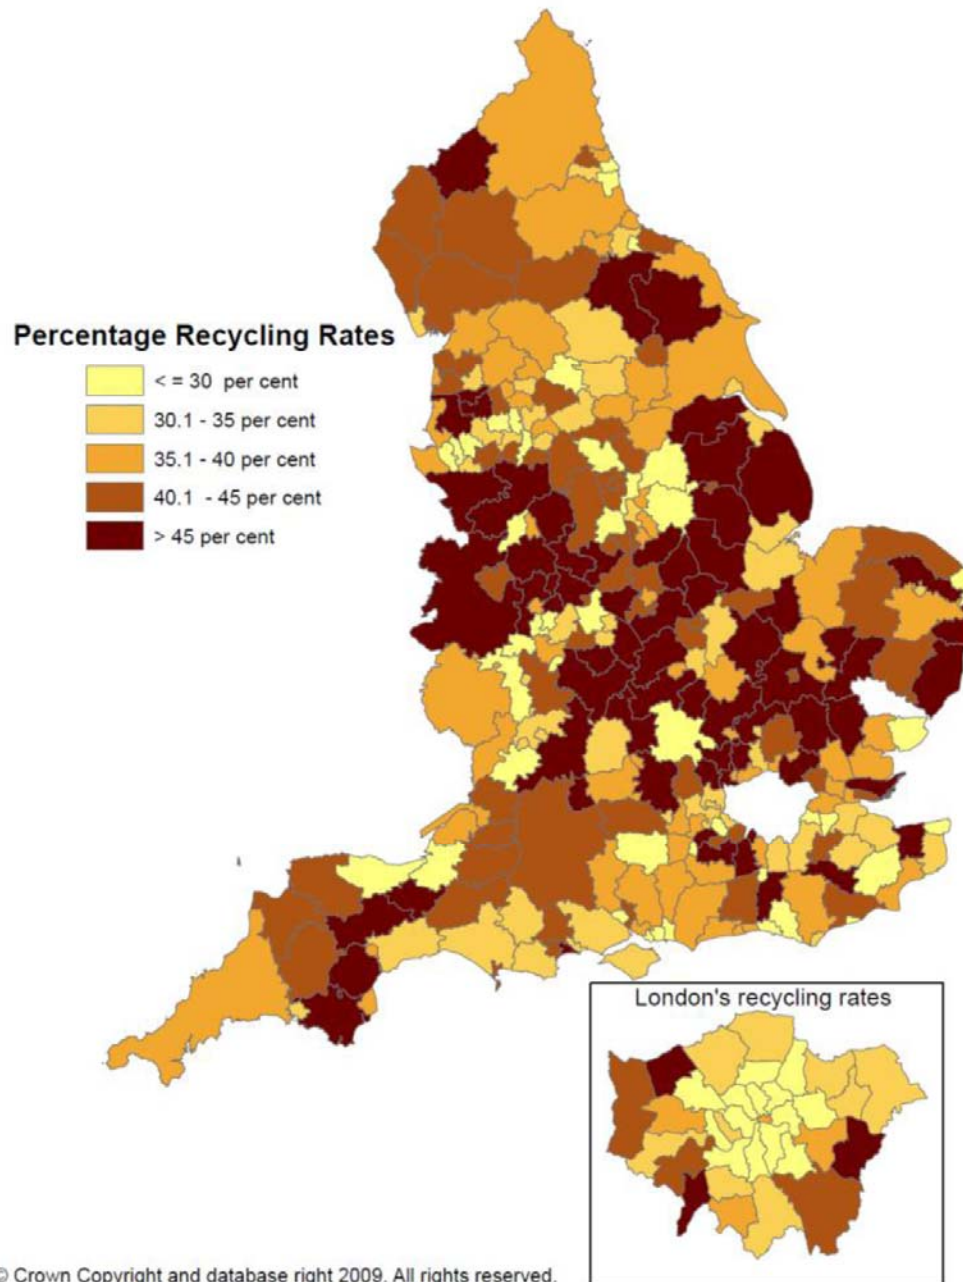 Percentage Recycling Rates
< = 30 per cent
30.1 - 35 per cent
35.1 - 40 per cent
40.1 - 45 per cent
> 45 per cent
London's recycling rates
© Crown Copyright and database right 2009. All rights reserved.